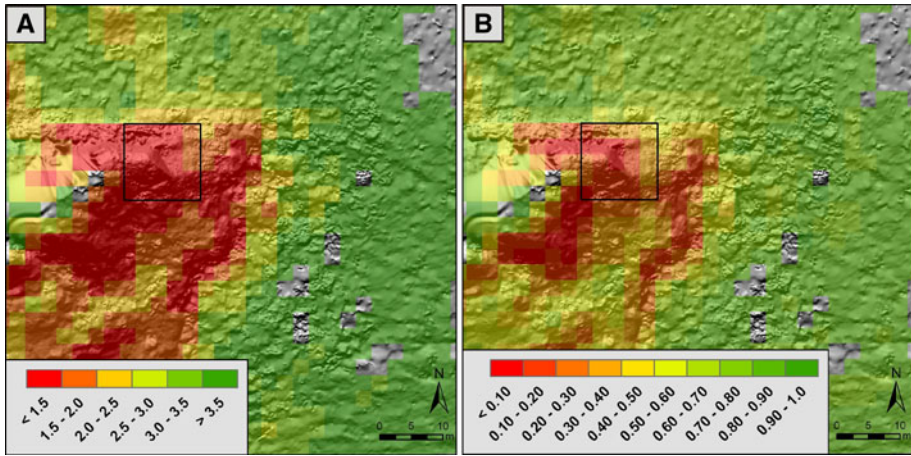 A
B
< 1.5
1.5 - 2.0
2.0 - 2.5
2.5 - 3.0
3.0 - 3.5
> 3.5
N
0 5 10
m
< 0.10
0.10 - 0.20
0.20 - 0.30
0.30 - 0.40
0.40 - 0.50
0.50 - 0.60
0.60 - 0.70
0.70 - 0.80
0.80 - 0.90
0.90 - 1.0
N
0 5 10
m